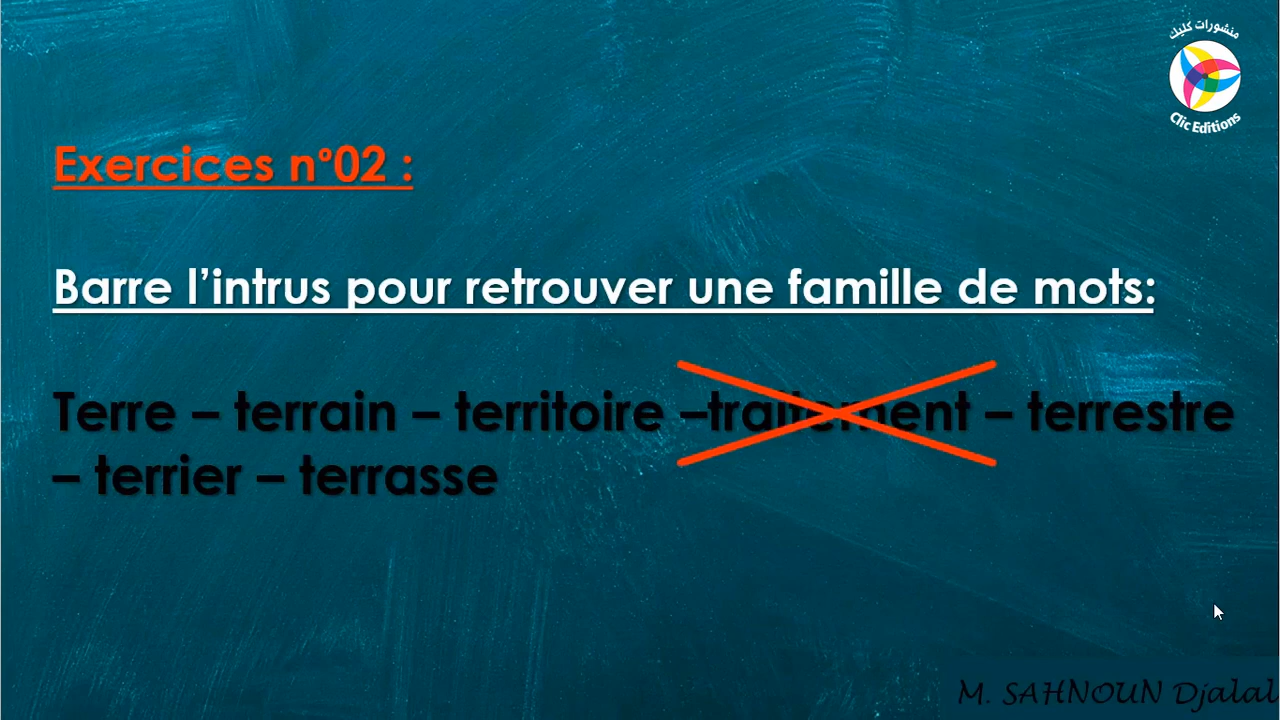 منشورات كليك
Clic Editions
Exercices n°02 :
Barre l’intrus pour retrouver une famille de mots:
Terre – terrain – territoire –traitement – terrestre
– terrier – terrasse
M. SAHNOUN Djalal